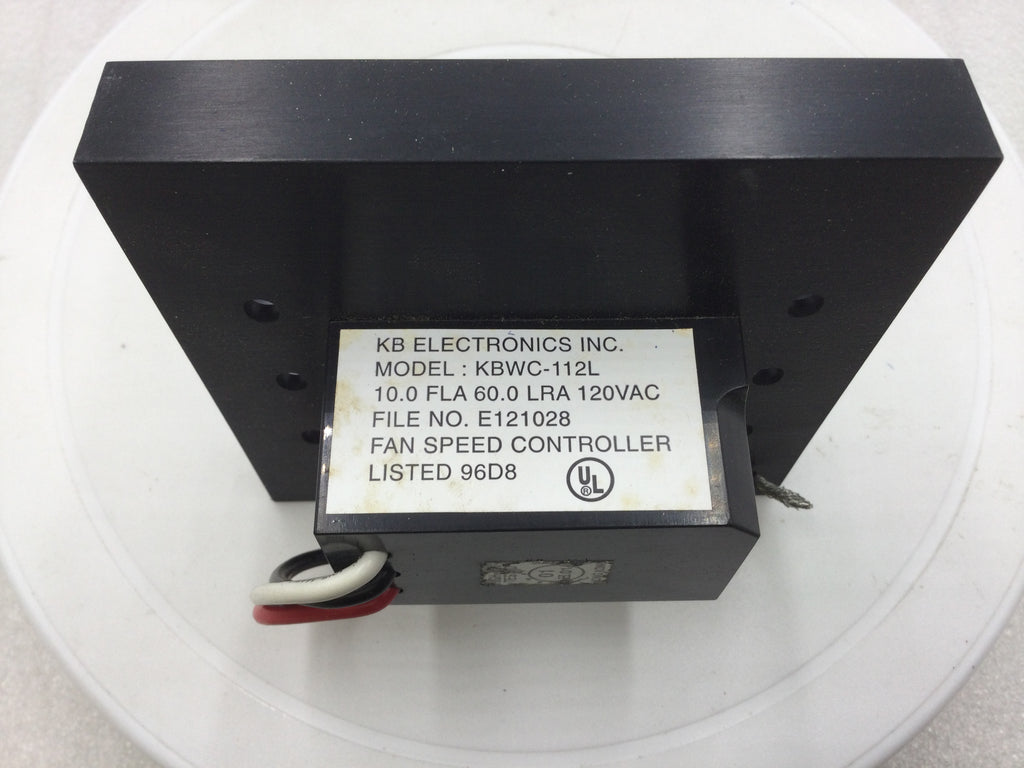 KB ELECTRONICS INC.
MODEL : KBWC-112L
10.0 FLA 60.0 LRA 120VAC
FILE NO. E121028
FAN SPEED CONTROLLER
LISTED 96D8
UL
®